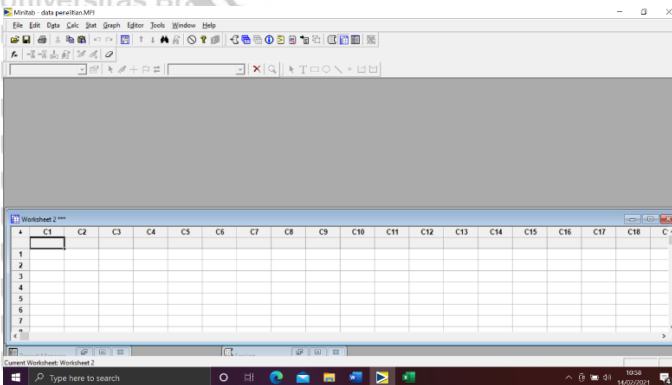 Universitas Bra
Minitab - data penelitian.MPJ
File Edit Data Calc Stat Graph Editor Tools Window Help
Worksheet 2 ***
C1 C2 C3 C4 C5 C6 C7 C8 C9 C10 C11 C12 C13 C14 C15 C16 C17 C18 C
1
2
3
4
5
6
7
Current Worksheet: Worksheet 2
Type here to search
10:58
14/02/2021